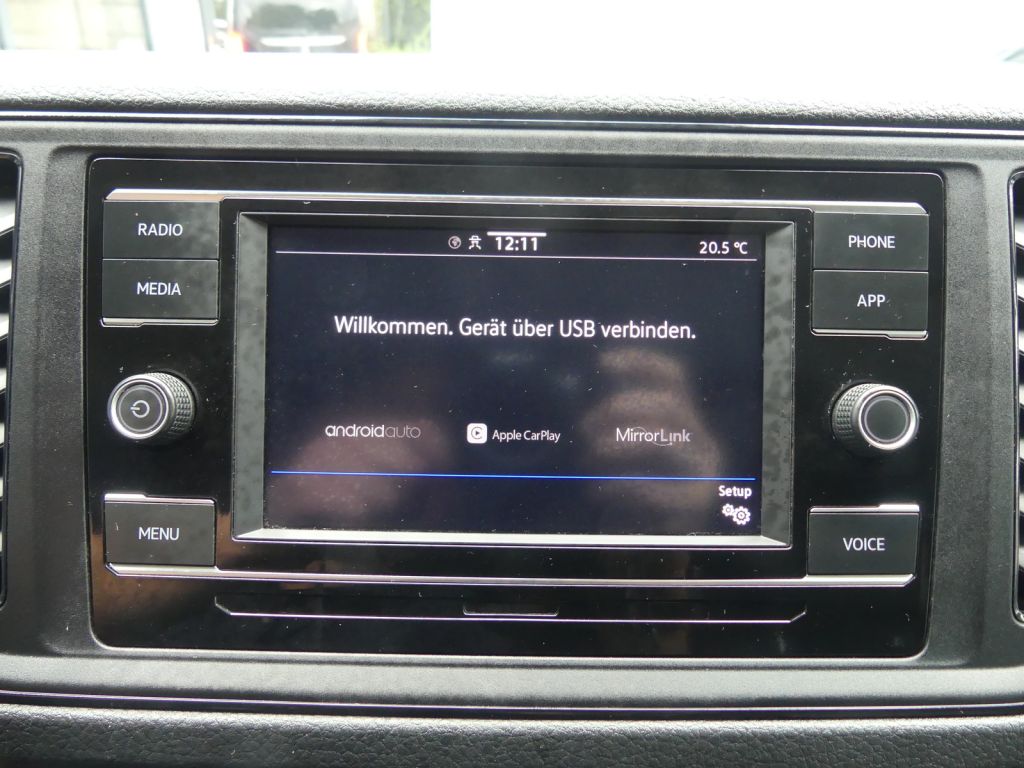 RADIO
MEDIA
MENU
12:11
20.5 °C
Willkommen. Gerät über USB verbinden.
androidauto
Apple CarPlay
MirrorLink
Setup
PHONE
APP
VOICE